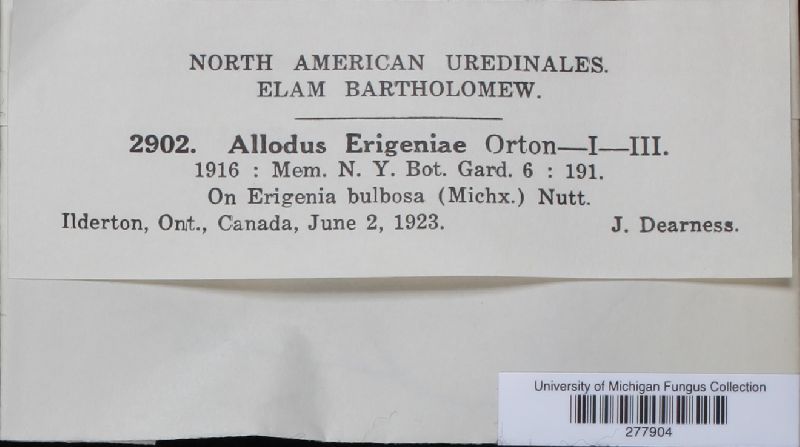 NORTH AMERICAN UREDINALES.
ELAM BARTHOLOMEW.
2902. Allodus Erigeniae Orton—I—III.
1916 : Mem. N. Y. Bot. Gard. 6 : 191.
On Erigenia bulbosa (Michx.) Nutt.
Ilderton, Ont., Canada, June 2, 1923. J. Dearness.
University of Michigan Fungus Collection
277904